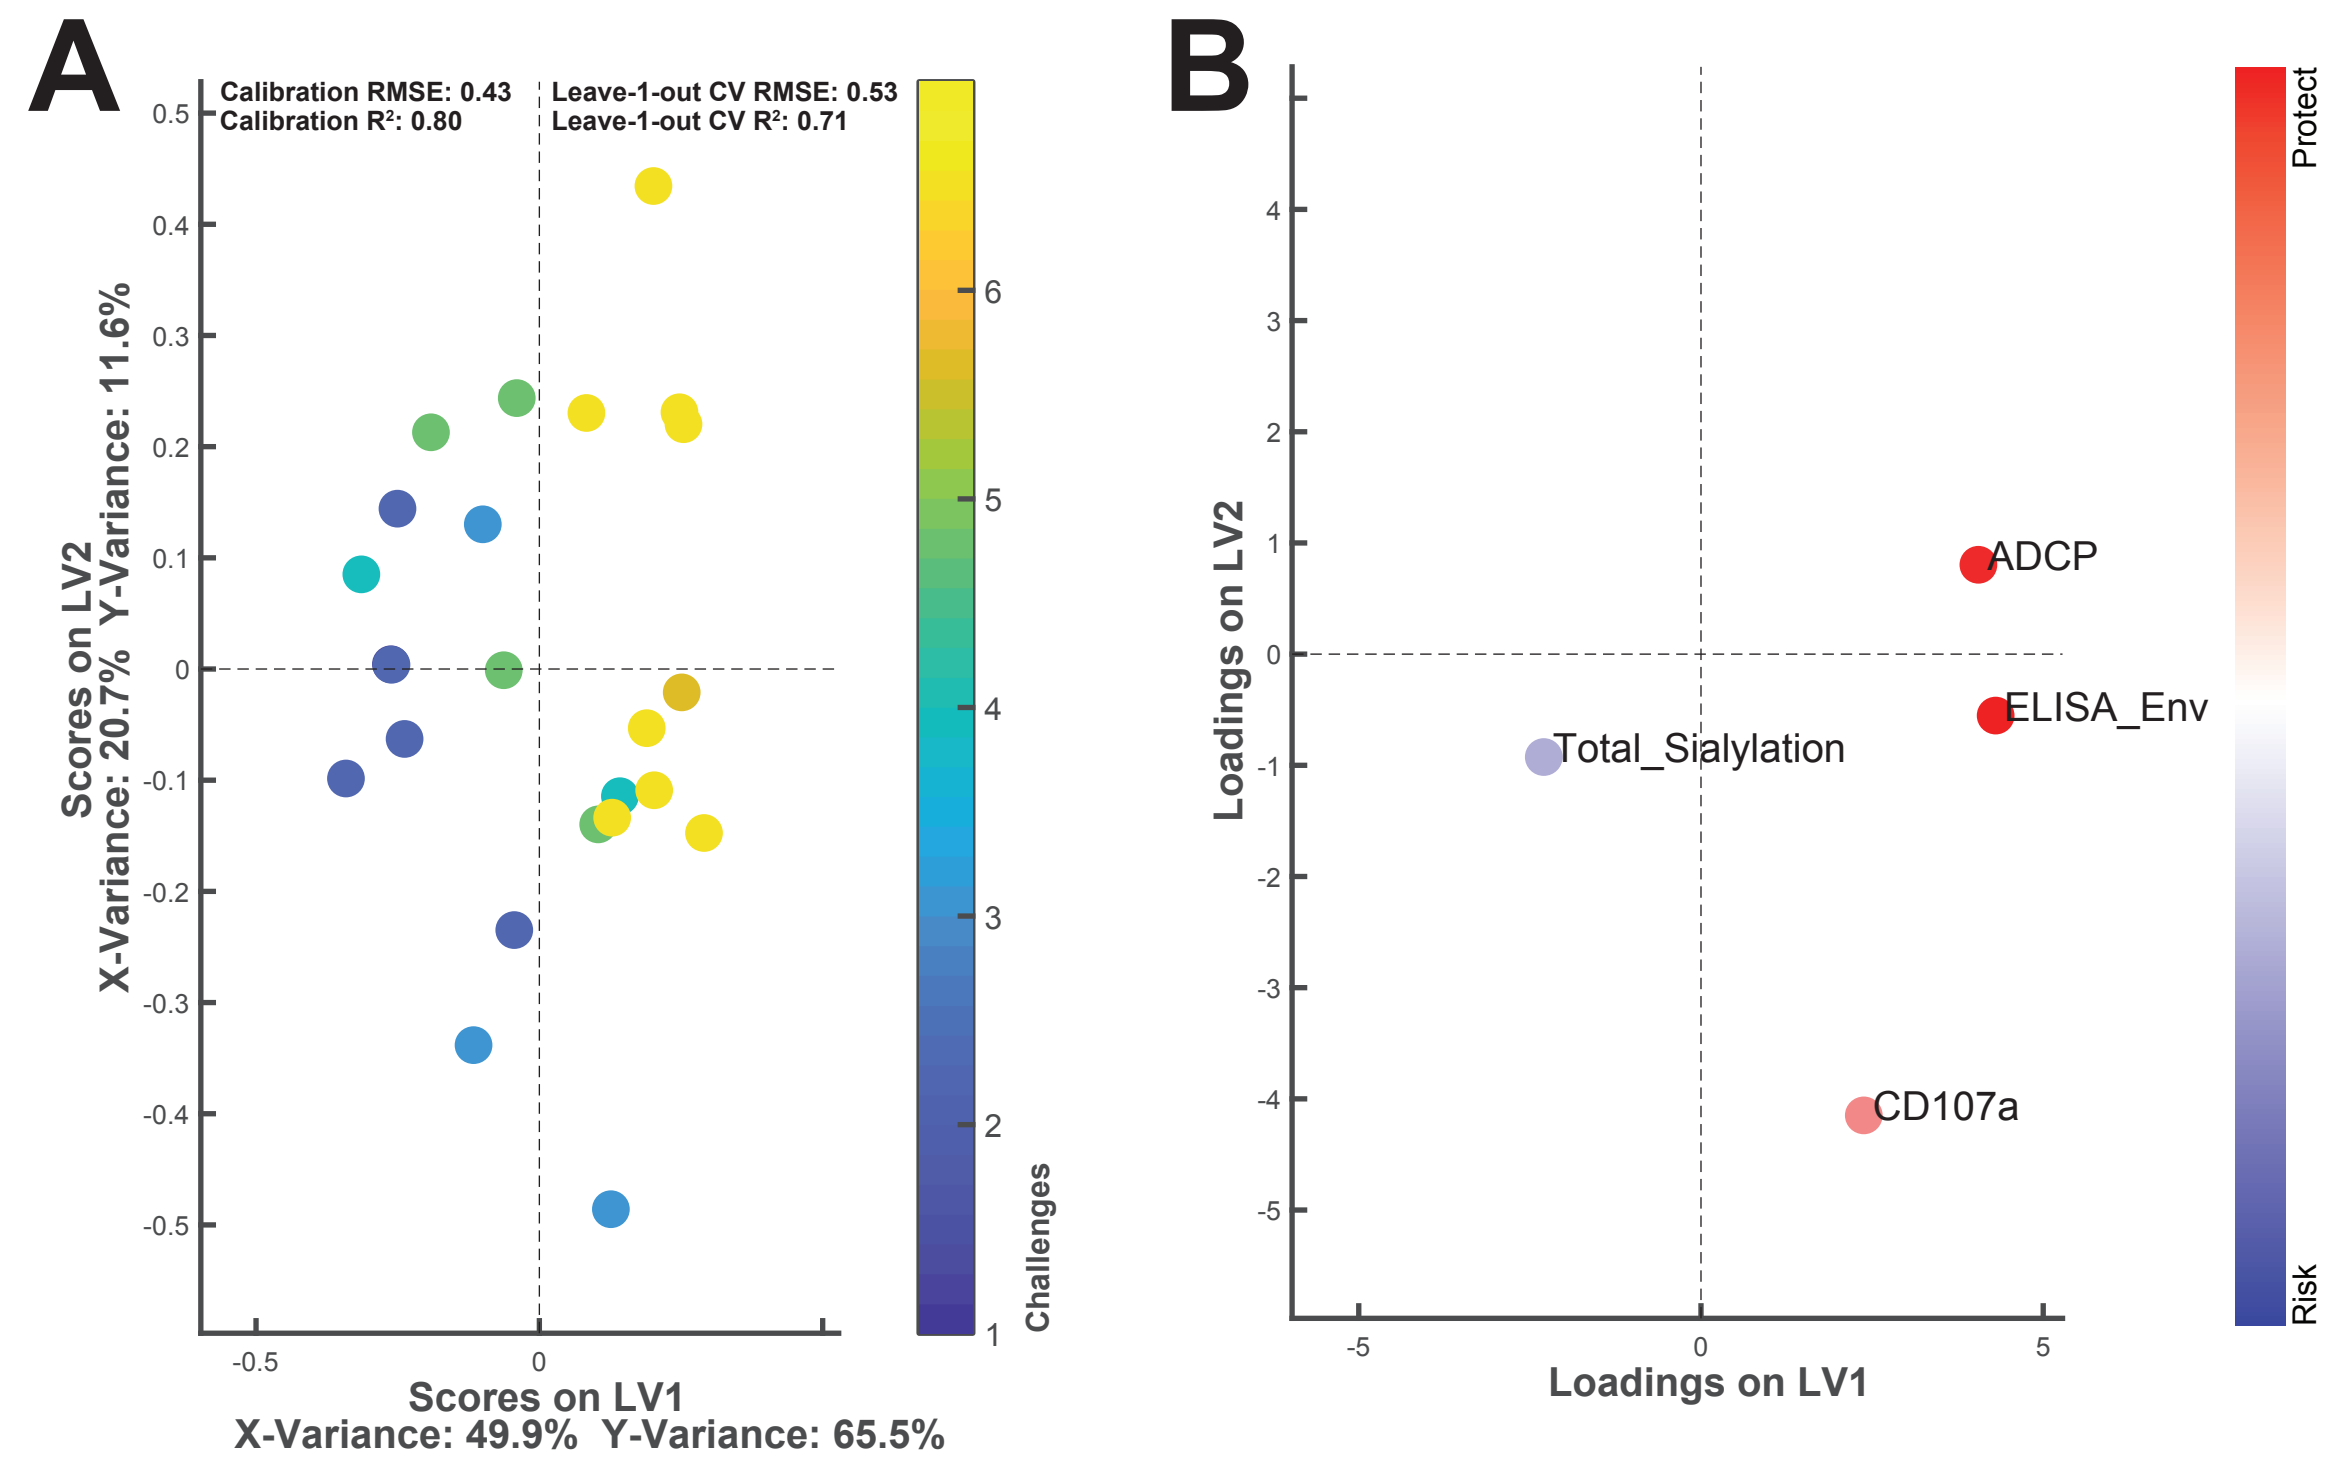 A
Calibration RMSE: 0.43
Calibration R²: 0.80
Leave-1-out CV RMSE: 0.53
Leave-1-out CV R²: 0.71
Scores on LV2
X-Variance: 20.7% Y-Variance: 11.6%
0.5
0.4
0.3
0.2
0.1
0
-0.1
-0.2
-0.3
-0.4
-0.5
-0.5
0
Scores on LV1
X-Variance: 49.9% Y-Variance: 65.5%
6
5
4
3
2
1
Challenges
B
Loadings on LV2
4
3
2
1
0
-1
-2
-3
-4
-5
ADCP
ELISA_Env
Total_Sialylation
CD107a
-5
0
5
Loadings on LV1
Protect
Risk